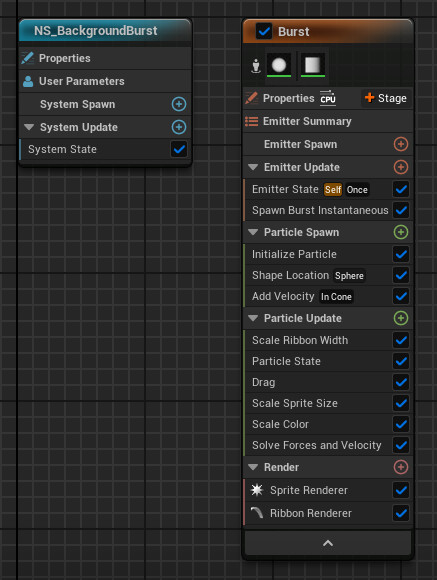 NS_BackgroundBurst
Properties
User Parameters
System Spawn
System Update
System State
Burst
Properties CPU Stage
Emitter Summary
Emitter Spawn
Emitter Update
Emitter State Self Once
Spawn Burst Instantaneous
Particle Spawn
Initialize Particle
Shape Location Sphere
Add Velocity In Cone
Particle Update
Scale Ribbon Width
Particle State
Drag
Scale Sprite Size
Scale Color
Solve Forces and Velocity
Render
Sprite Renderer
Ribbon Renderer